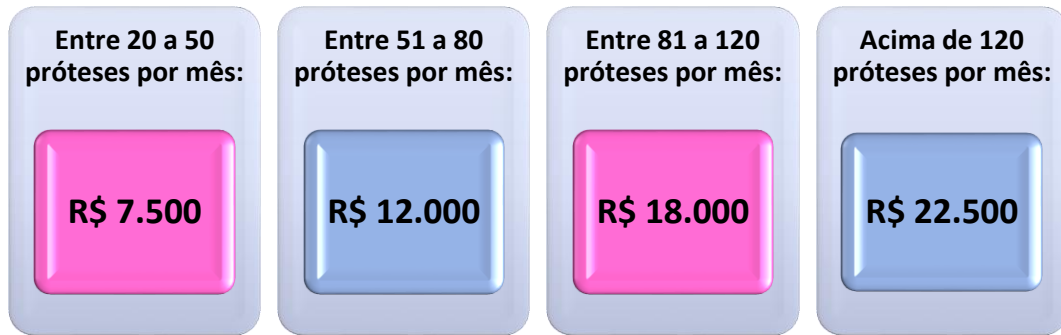 Entre 20 a 50
próteses por mês:
R$ 7.500
Entre 51 a 80
próteses por mês:
R$ 12.000
Entre 81 a 120
próteses por mês:
R$ 18.000
Acima de 120
próteses por mês:
R$ 22.500